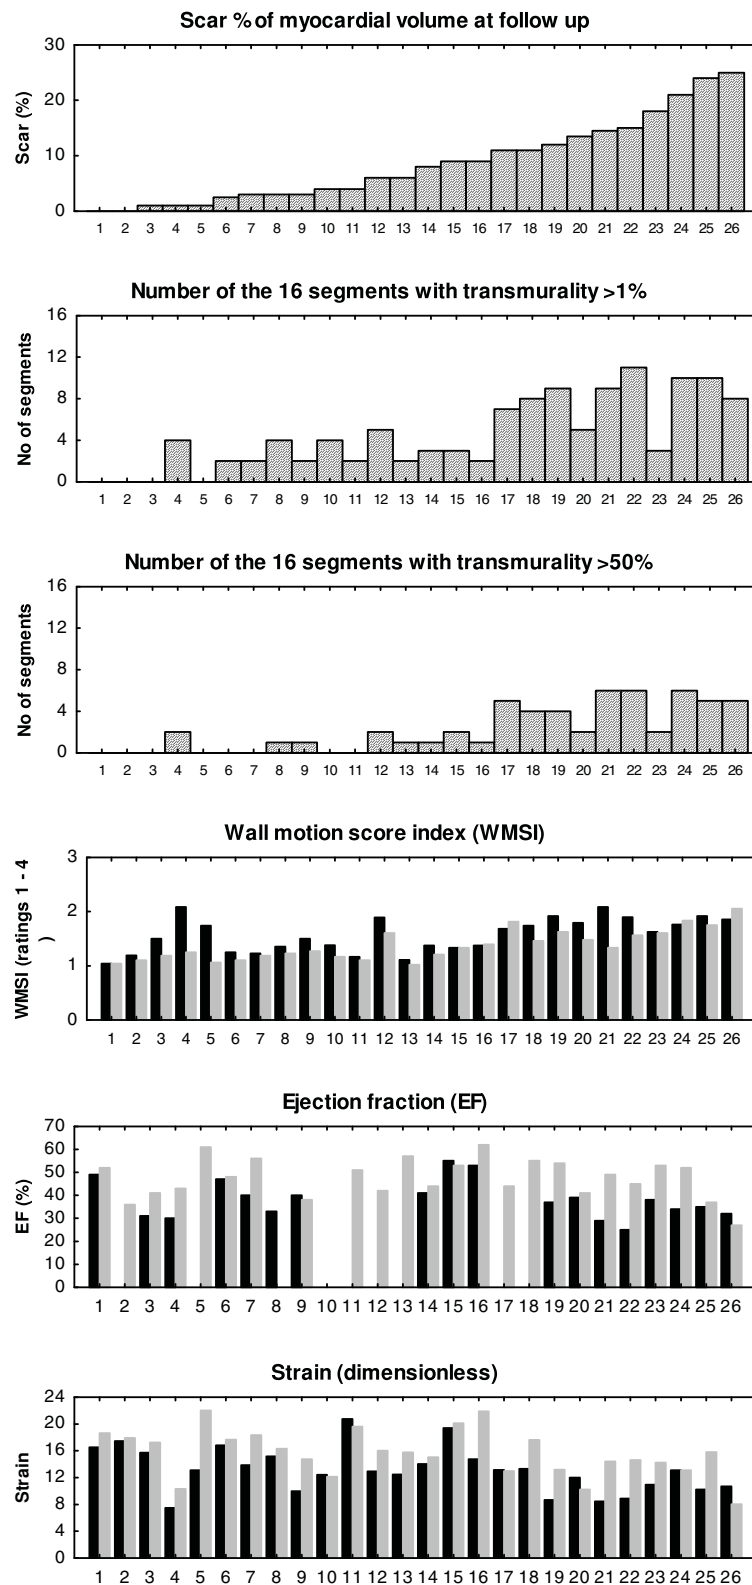 Scar % of myocardial volume at follow up
30
20
10
0
Scar (%)
1 2 3 4 5 6 7 8 9 10 11 12 13 14 15 16 17 18 19 20 21 22 23 24 25 26
Number of the 16 segments with transmurality >1%
16
12
8
4
0
No of segments
1 2 3 4 5 6 7 8 9 10 11 12 13 14 15 16 17 18 19 20 21 22 23 24 25 26
Number of the 16 segments with transmurality >50%
16
12
8
4
0
No of segments
1 2 3 4 5 6 7 8 9 10 11 12 13 14 15 16 17 18 19 20 21 22 23 24 25 26
Wall motion score index (WMSI)
3
2
1
0
WMSI (ratings 1 - 4
)
1 2 3 4 5 6 7 8 9 10 11 12 13 14 15 16 17 18 19 20 21 22 23 24 25 26
Ejection fraction (EF)
70
60
50
40
30
20
10
0
EF (%)
1 2 3 4 5 6 7 8 9 10 11 12 13 14 15 16 17 18 19 20 21 22 23 24 25 26
Strain (dimensionless)
24
20
16
12
8
4
0
Strain
1 2 3 4 5 6 7 8 9 10 11 12 13 14 15 16 17 18 19 20 21 22 23 24 25 26